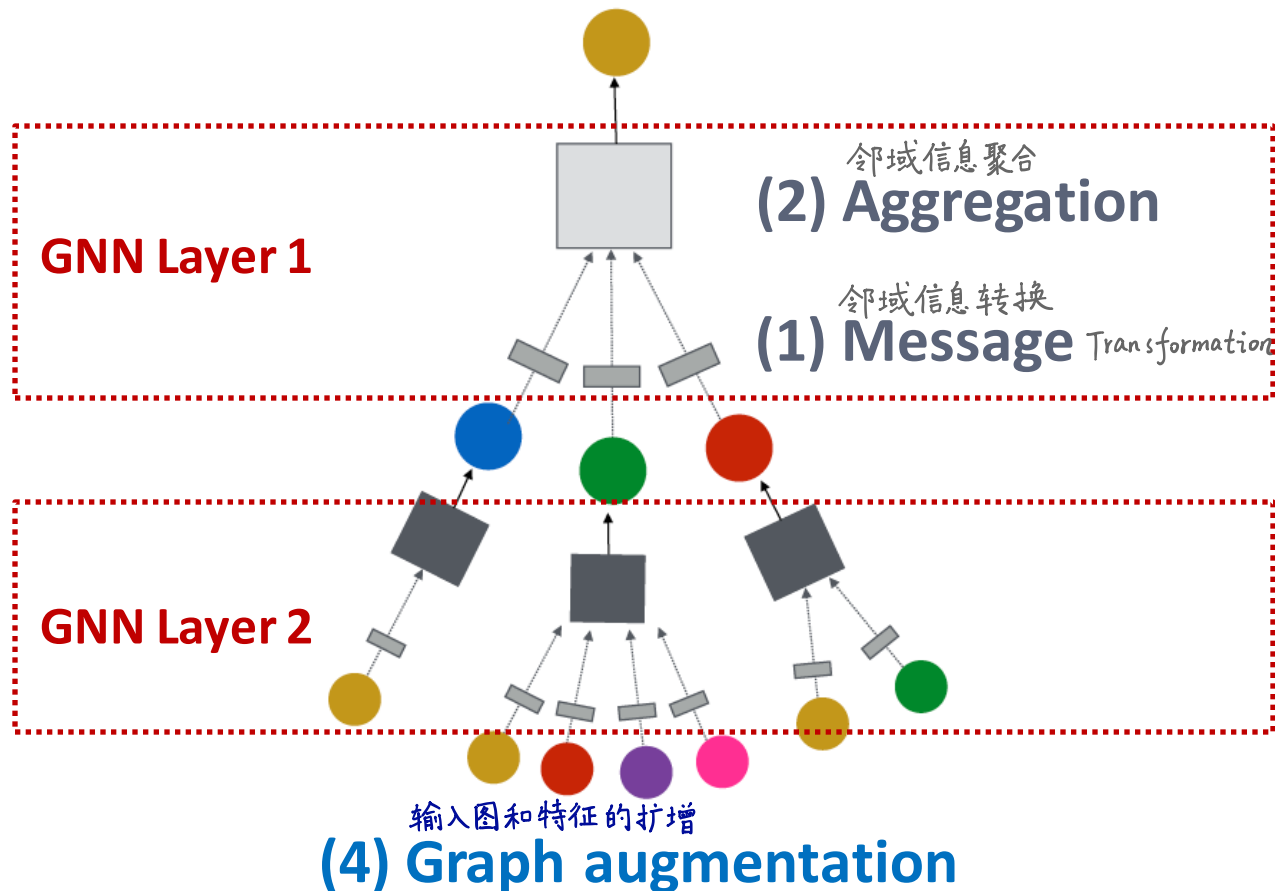 邻域信息聚合
(2) Aggregation
GNN Layer 1
邻域信息转换
(1) Message Transformation
GNN Layer 2
输入图和特征的扩增
(4) Graph augmentation